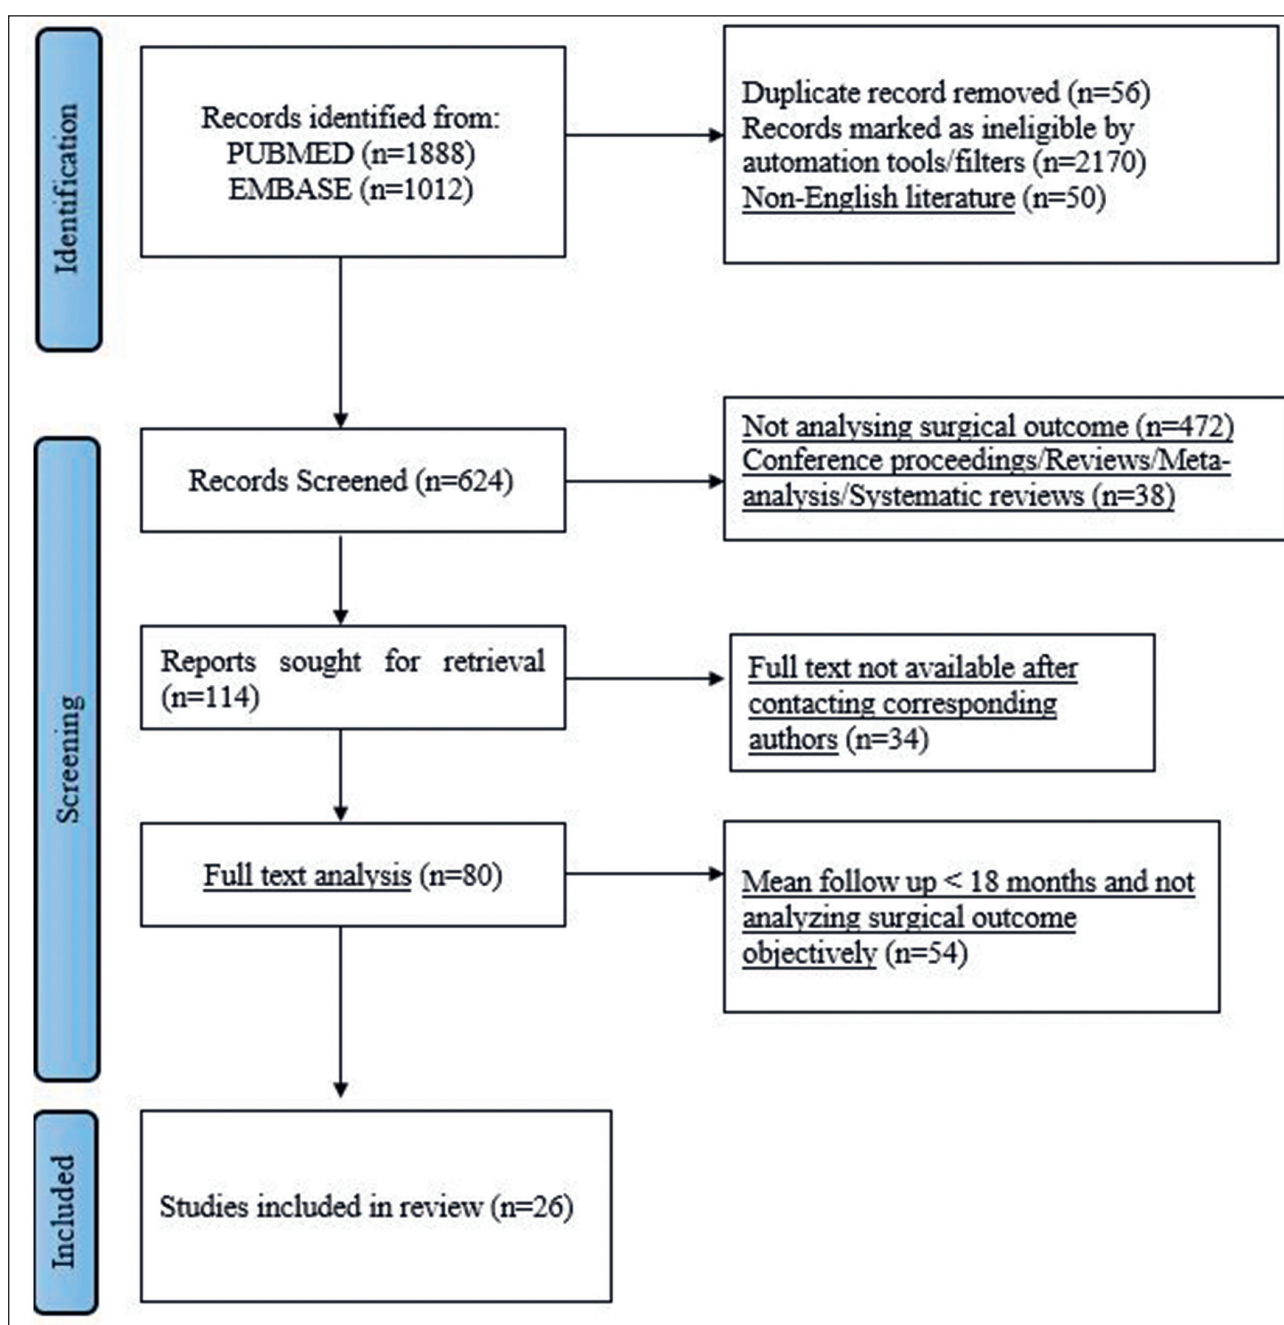 Identification
Records identified from:
PUBMED (n=1888)
EMBASE (n=1012)
Duplicate record removed (n=56)
Records marked as ineligible by
automation tools/filters (n=2170)
Non-English literature (n=50)
Screening
Records Screened (n=624)
Not analysing surgical outcome (n=472)
Conference proceedings/Reviews/Meta-
analysis/Systematic reviews (n=38)
Reports sought for retrieval
(n=114)
Full text not available after
contacting corresponding
authors (n=34)
Full text analysis (n=80)
Mean follow up < 18 months and not
analyzing surgical outcome
objectively (n=54)
Included
Studies included in review (n=26)